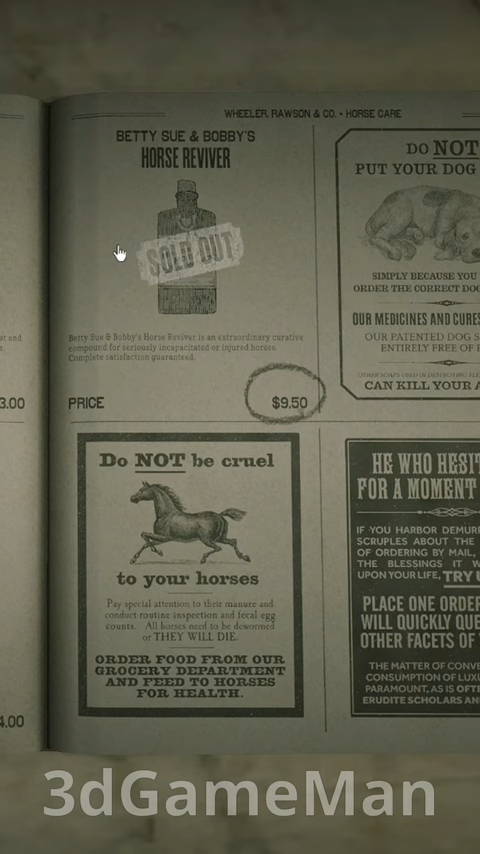 WHEELER, RAWSON & CO. • HORSE CARE
BETTY SUE & BOBBY'S
HORSE REVIVER
SOLD OUT
Betty Sue & Bobby's Horse Reviver is an extraordinary curative
compound for seriously incapacitated or injured horses.
Complete satisfaction guaranteed.
PRICE $9.50
3.00
Do NOT be cruel
to your horses
Pay special attention to their manure and
conduct routine inspection and fecal egg
counts. All horses need to be dewormed
or THEY WILL DIE.
ORDER FOOD FROM OUR
GROCERY DEPARTMENT
AND FEED TO HORSES
FOR HEALTH.
4.00
DO NOT
PUT YOUR DOG
SIMPLY BECAUSE YOU
ORDER THE CORRECT DOG
OUR MEDICINES AND CURES
OUR PATENTED DOG S
ENTIRELY FREE OF
CAN KILL YOUR
HE WHO HESIT
FOR A MOMENT
IF YOU HARBOR DEMUR
SCRUPLES ABOUT THE
OF ORDERING BY MAIL,
THE BLESSINGS IT W
UPON YOUR LIFE, TRY
PLACE ONE ORDE
WILL QUICKLY QUE
OTHER FACETS OF
THE MATTER OF CONVE
CONSUMPTION OF LUXU
PARAMOUNT, AS IS OFT
ERUDITE SCHOLARS AN
3dGameMan